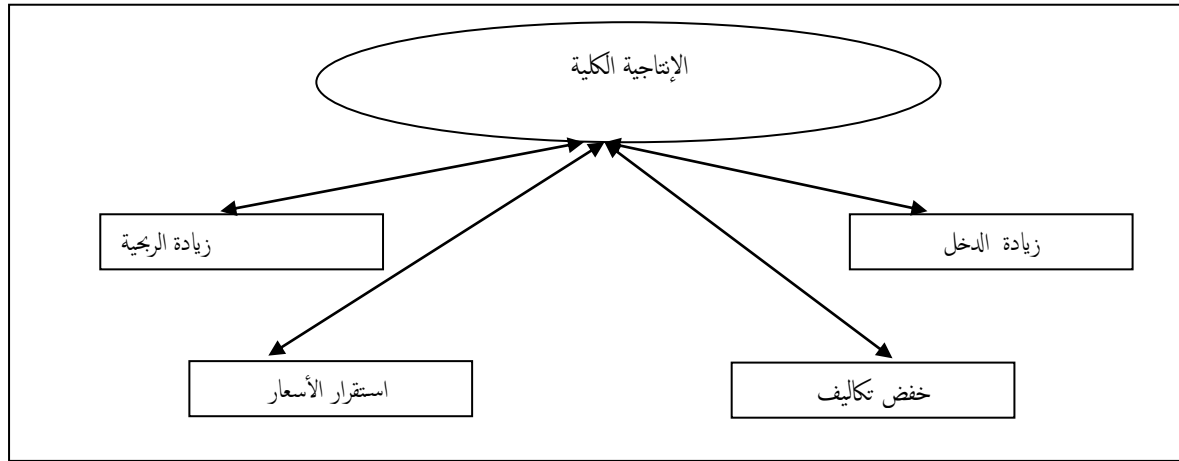 الإنتاجية الكلية
زيادة الدخل
زيادة الربحية
خفض تكاليف
استقرار الأسعار